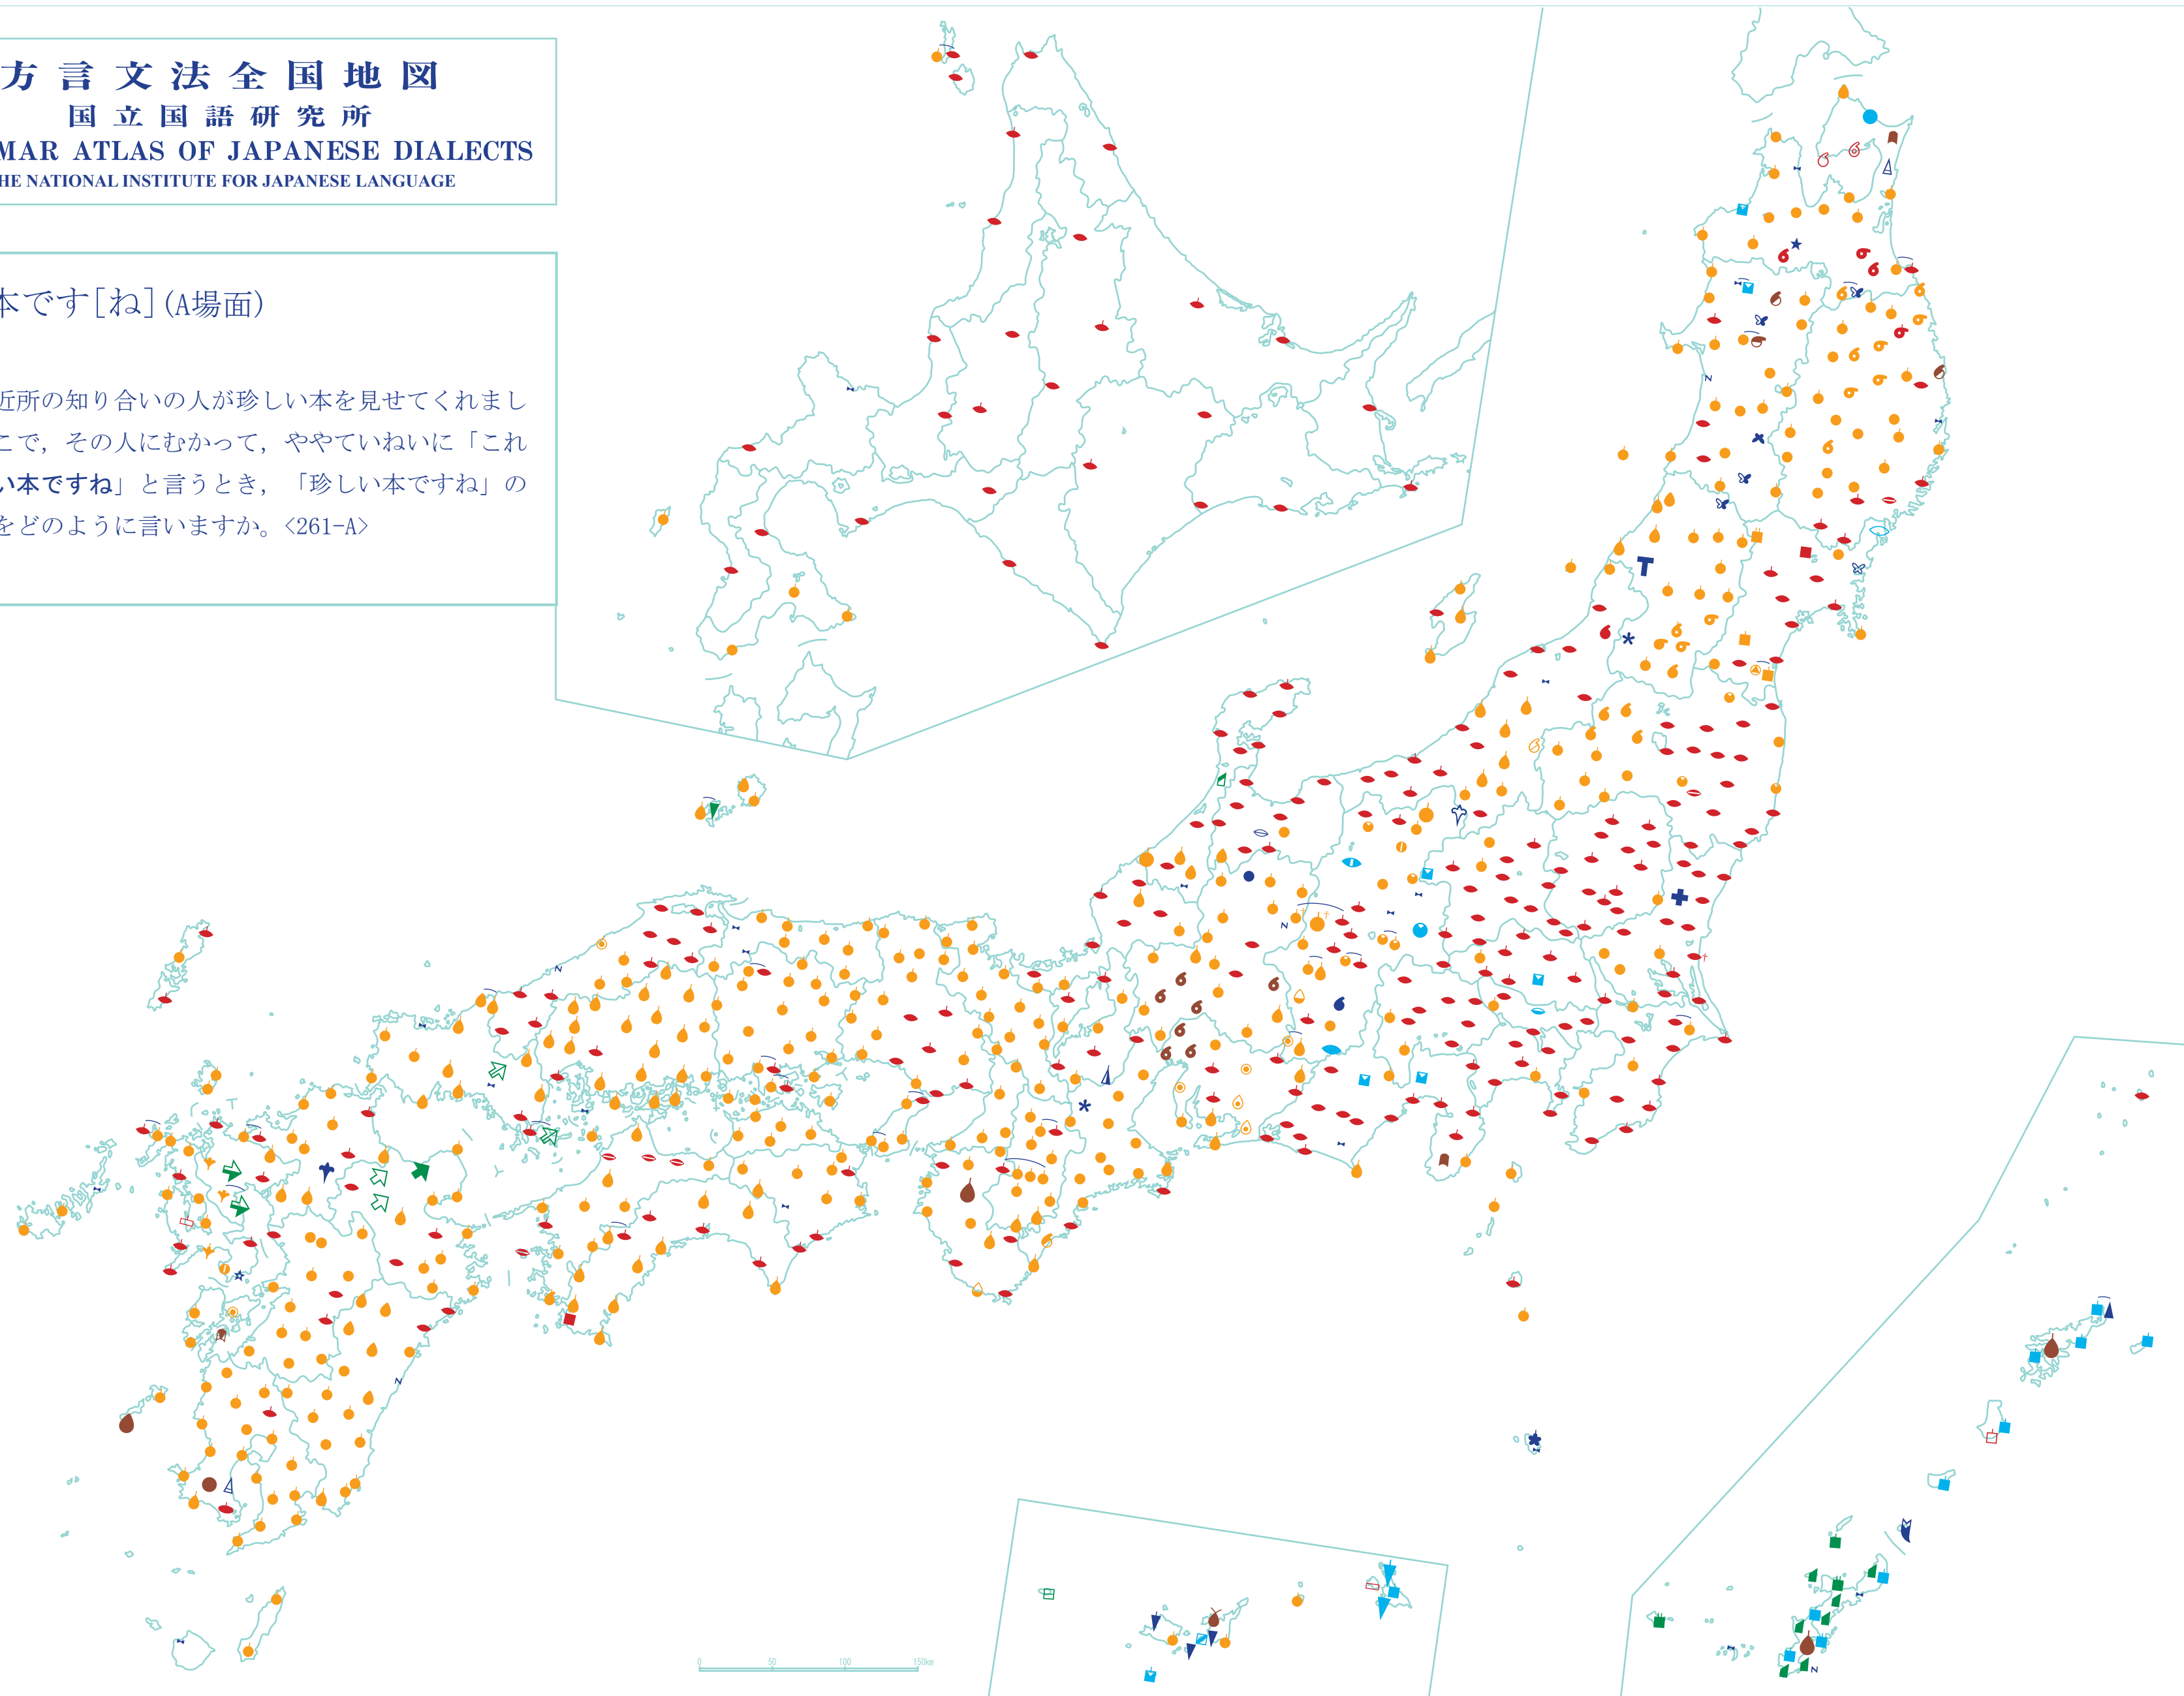 方言文法全国地図
国立国語研究所
MAR ATLAS OF JAPANESE DIALECTS
HE NATIONAL INSTITUTE FOR JAPANESE LANGUAGE
本です[ね](A場面)
近所の知り合いの人が珍しい本を見せてくれまし
こで，その人にむかって，ややていねいに「これ
い本ですね」と言うとき，「珍しい本ですね」の
をどのように言いますか。<261-A>
0 50 100 150km